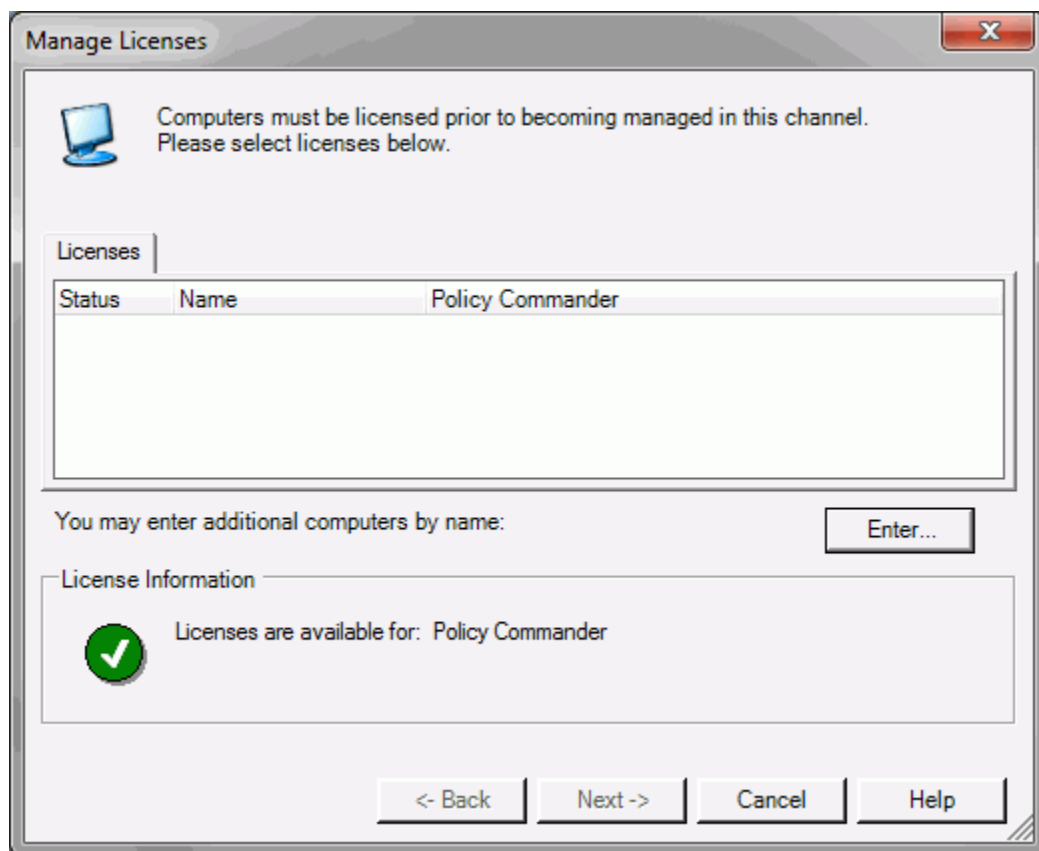 Manage Licenses
Computers must be licensed prior to becoming managed in this channel.
Please select licenses below.
Licenses
Status Name Policy Commander
You may enter additional computers by name:
Enter...
License Information
Licenses are available for: Policy Commander
<- Back Next -> Cancel Help